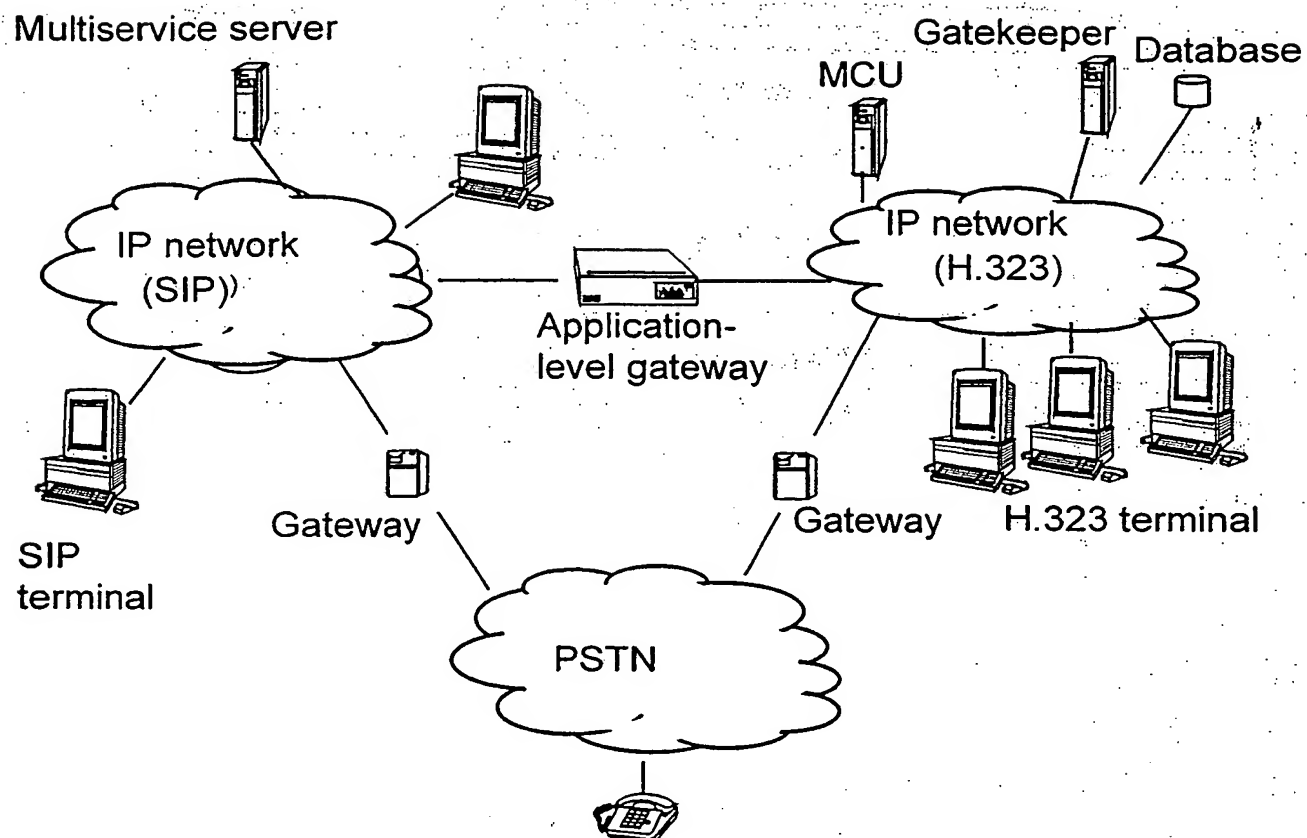 Multiservice server
Gatekeeper
Database
MCU
IP network
(SIP))
IP network
(H.323)
Application-
level gateway
Gateway
Gateway
H.323 terminal
SIP
terminal
PSTN